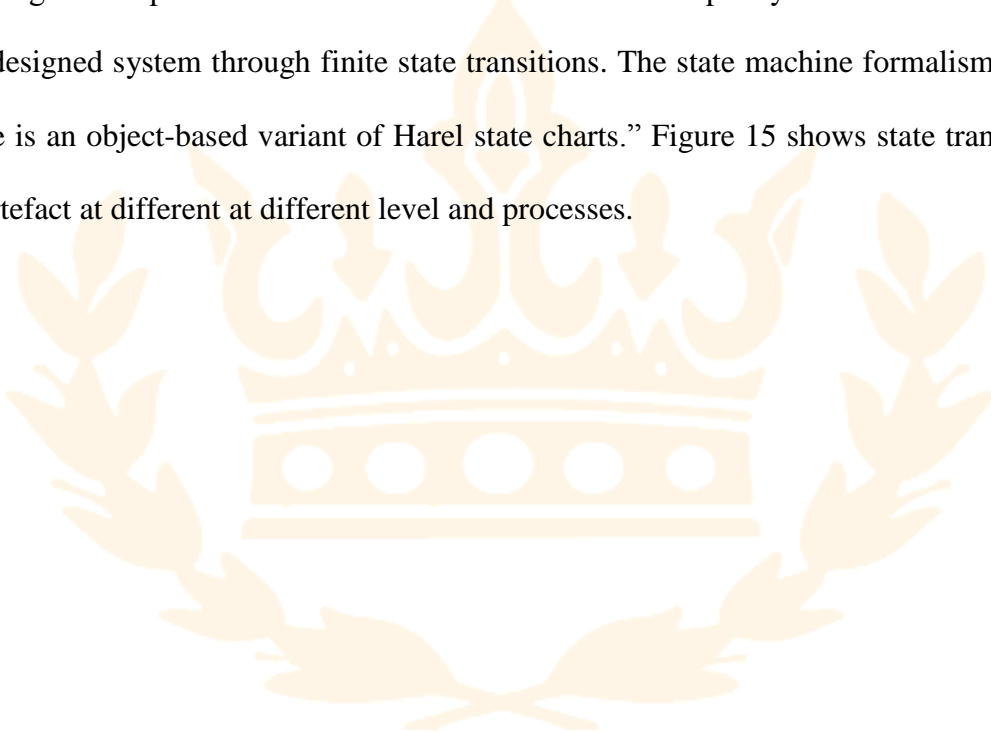 designed system through finite state transitions. The state machine formalism
is an object-based variant of Harel state charts.” Figure 15 shows state tran
tefact at different at different level and processes.